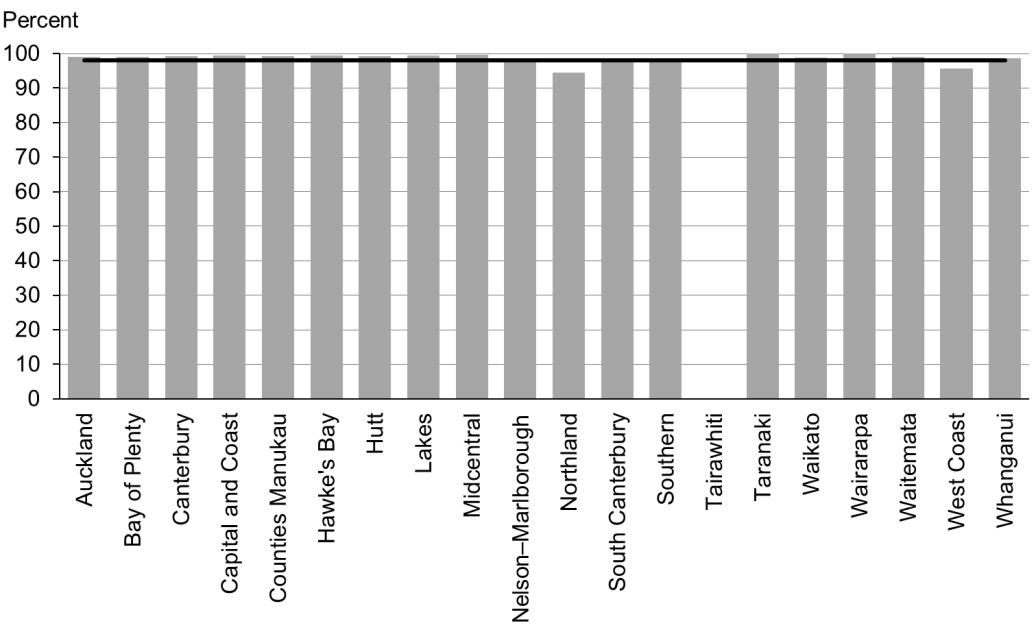 Percent
100
90
80
70
60
50
40
30
20
10
0
Auckland
Bay of Plenty
Canterbury
Capital and Coast
Counties Manukau
Hawke's Bay
Hutt
Lakes
Midcentral
Nelson–Marlborough
Northland
South Canterbury
Southern
Tairawhiti
Taranaki
Waikato
Wairarapa
Waitemata
West Coast
Whanganui